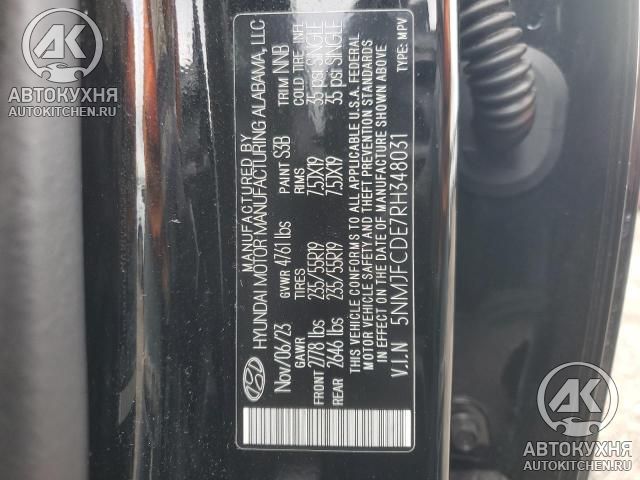 MANUFACTURED BY
HYUNDAI MOTOR MANUFACTURING ALABAMA, LLC
Nov/06/23 GVWR 4761 lbs PAINT S3B TRIM NNB
GAWR TIRES RIMS COLD TIRE INFL
FRONT 2778 lbs 235/55R19 7.5JX19 35 psi SINGLE
REAR 2646 lbs 235/55R19 7.5JX19 35 psi SINGLE
THIS VEHICLE CONFORMS TO ALL APPLICABLE U.S.A. FEDERAL
MOTOR VEHICLE SAFETY AND THEFT PREVENTION STANDARDS
IN EFFECT ON THE DATE OF MANUFACTURE SHOWN ABOVE
V.I.N 5NMJFCDE7RH348031 TYPE: MPV
АВТОКУХНЯ
AVTOKUHNI.RU
АВТОКУХНЯ
AVTOKUHNI.RU